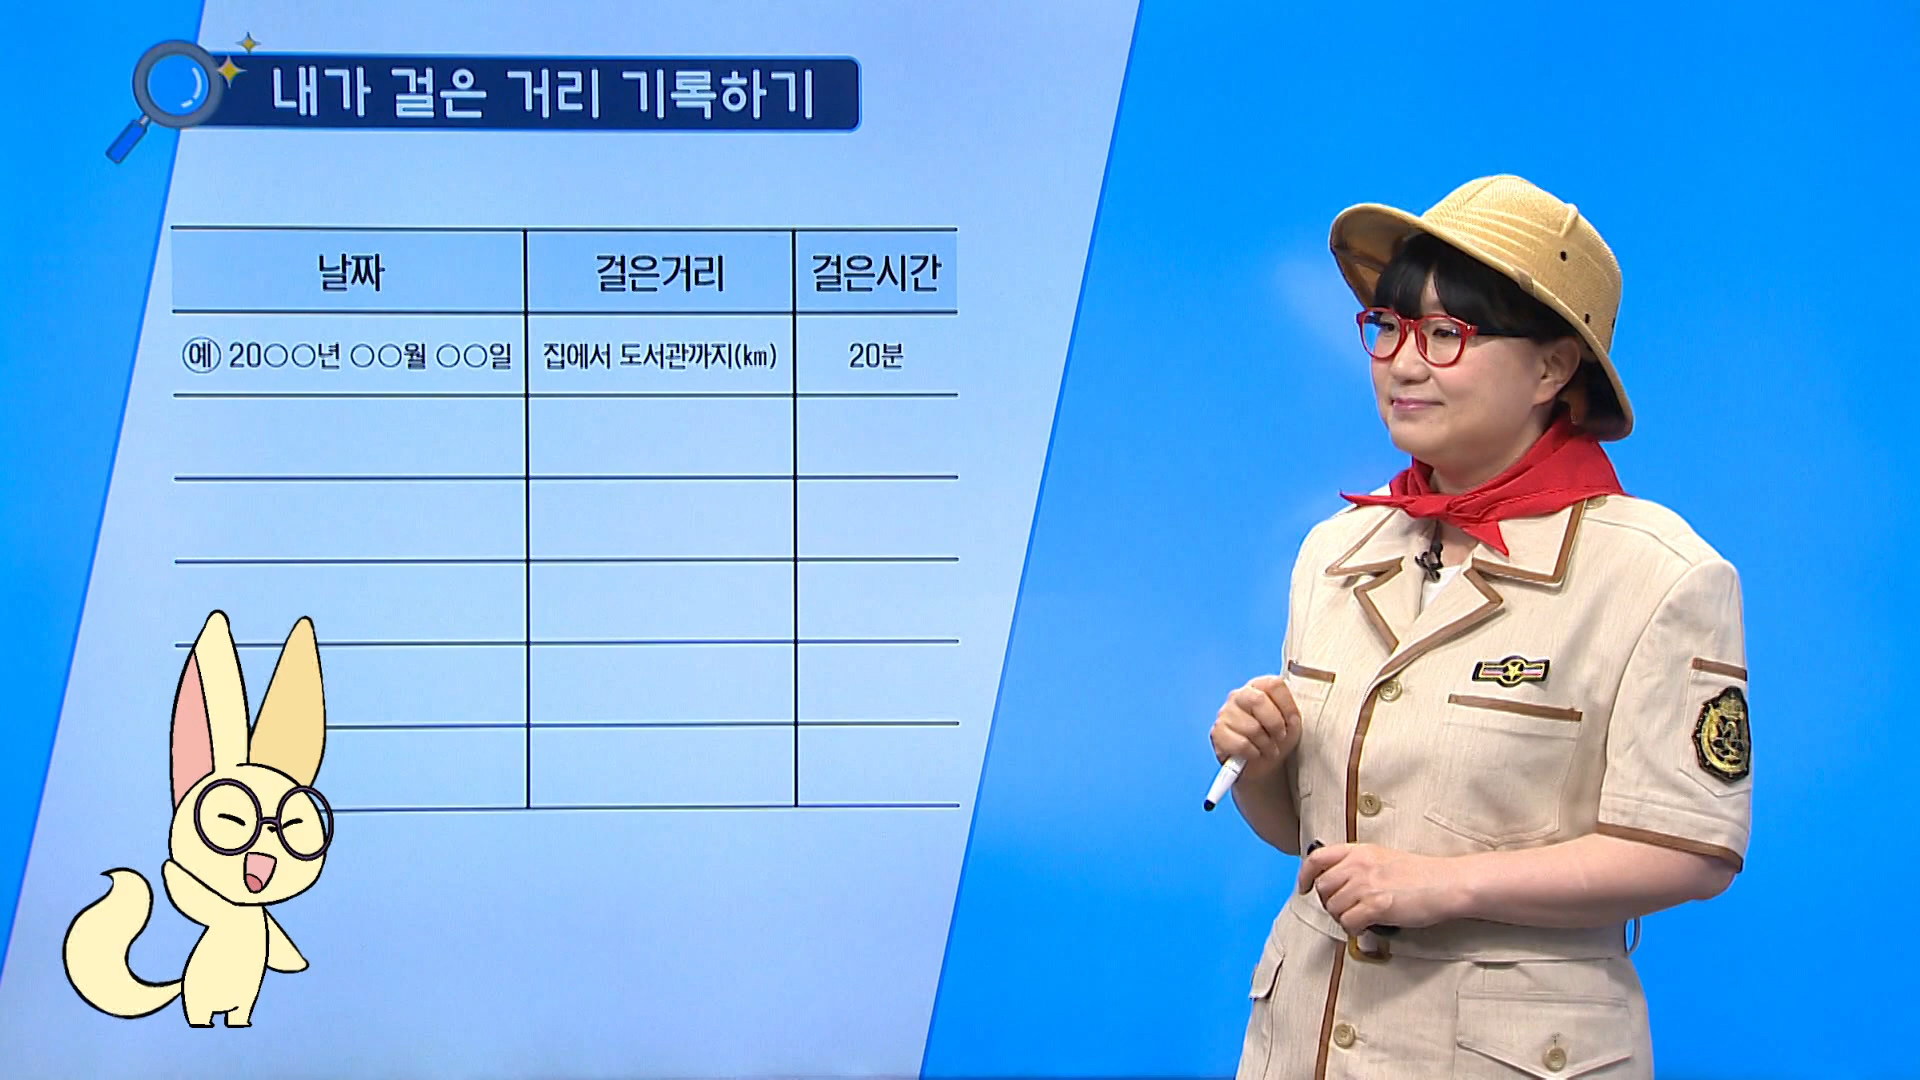 내가 걸은 거리 기록하기
날짜 걸은거리 걸은시간
예 20○○년 ○○월 ○○일 집에서 도서관까지(㎞) 20분